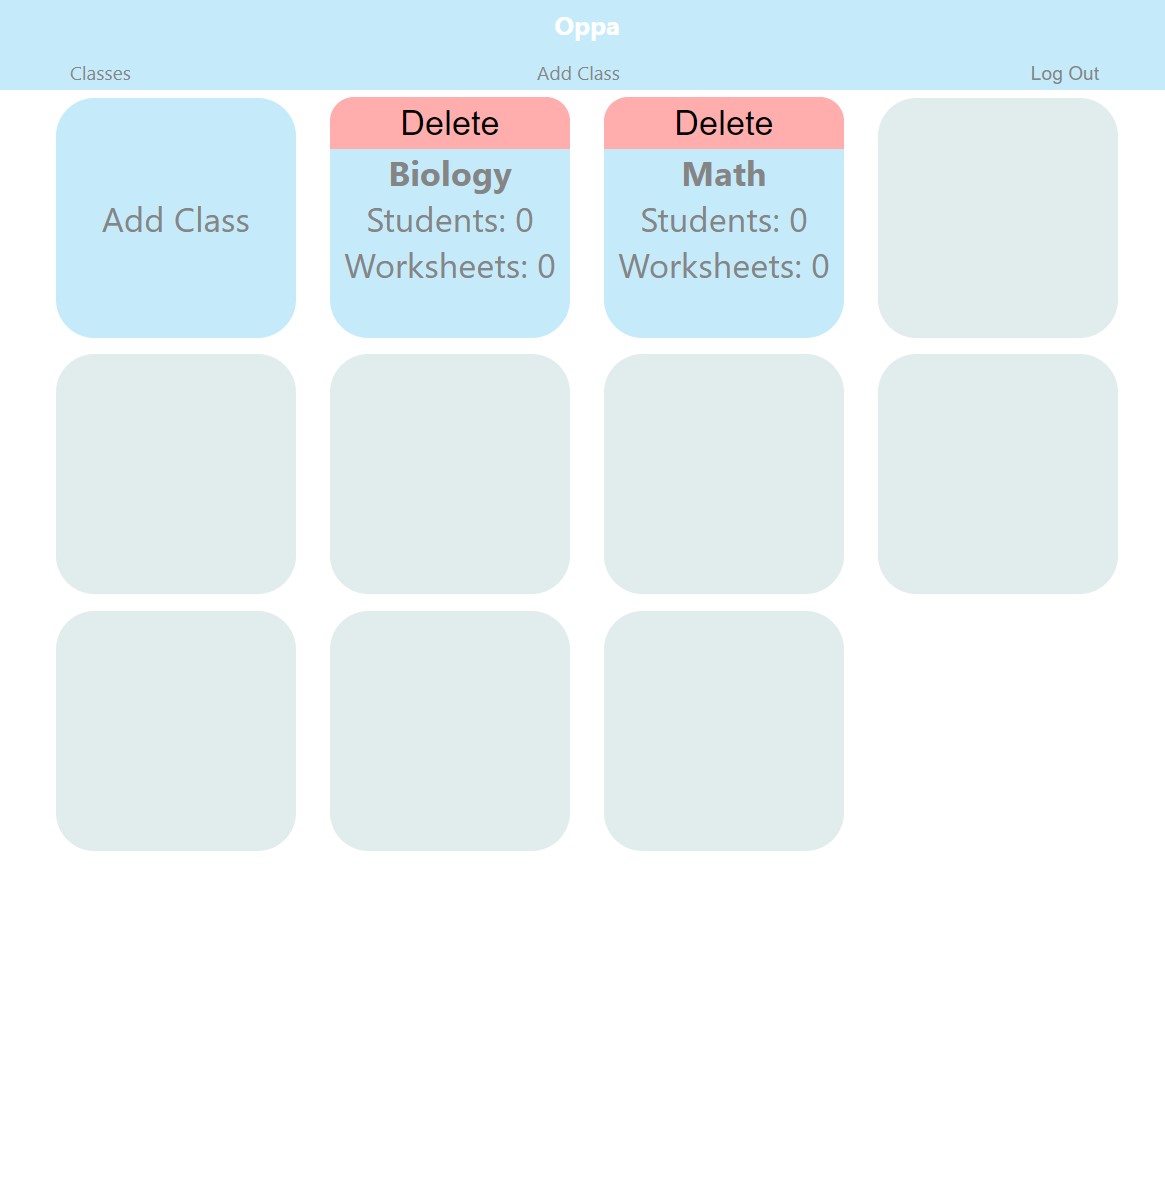 Oppa
Classes Add Class Log Out
Add Class
Delete
Biology
Students: 0
Worksheets: 0
Delete
Math
Students: 0
Worksheets: 0